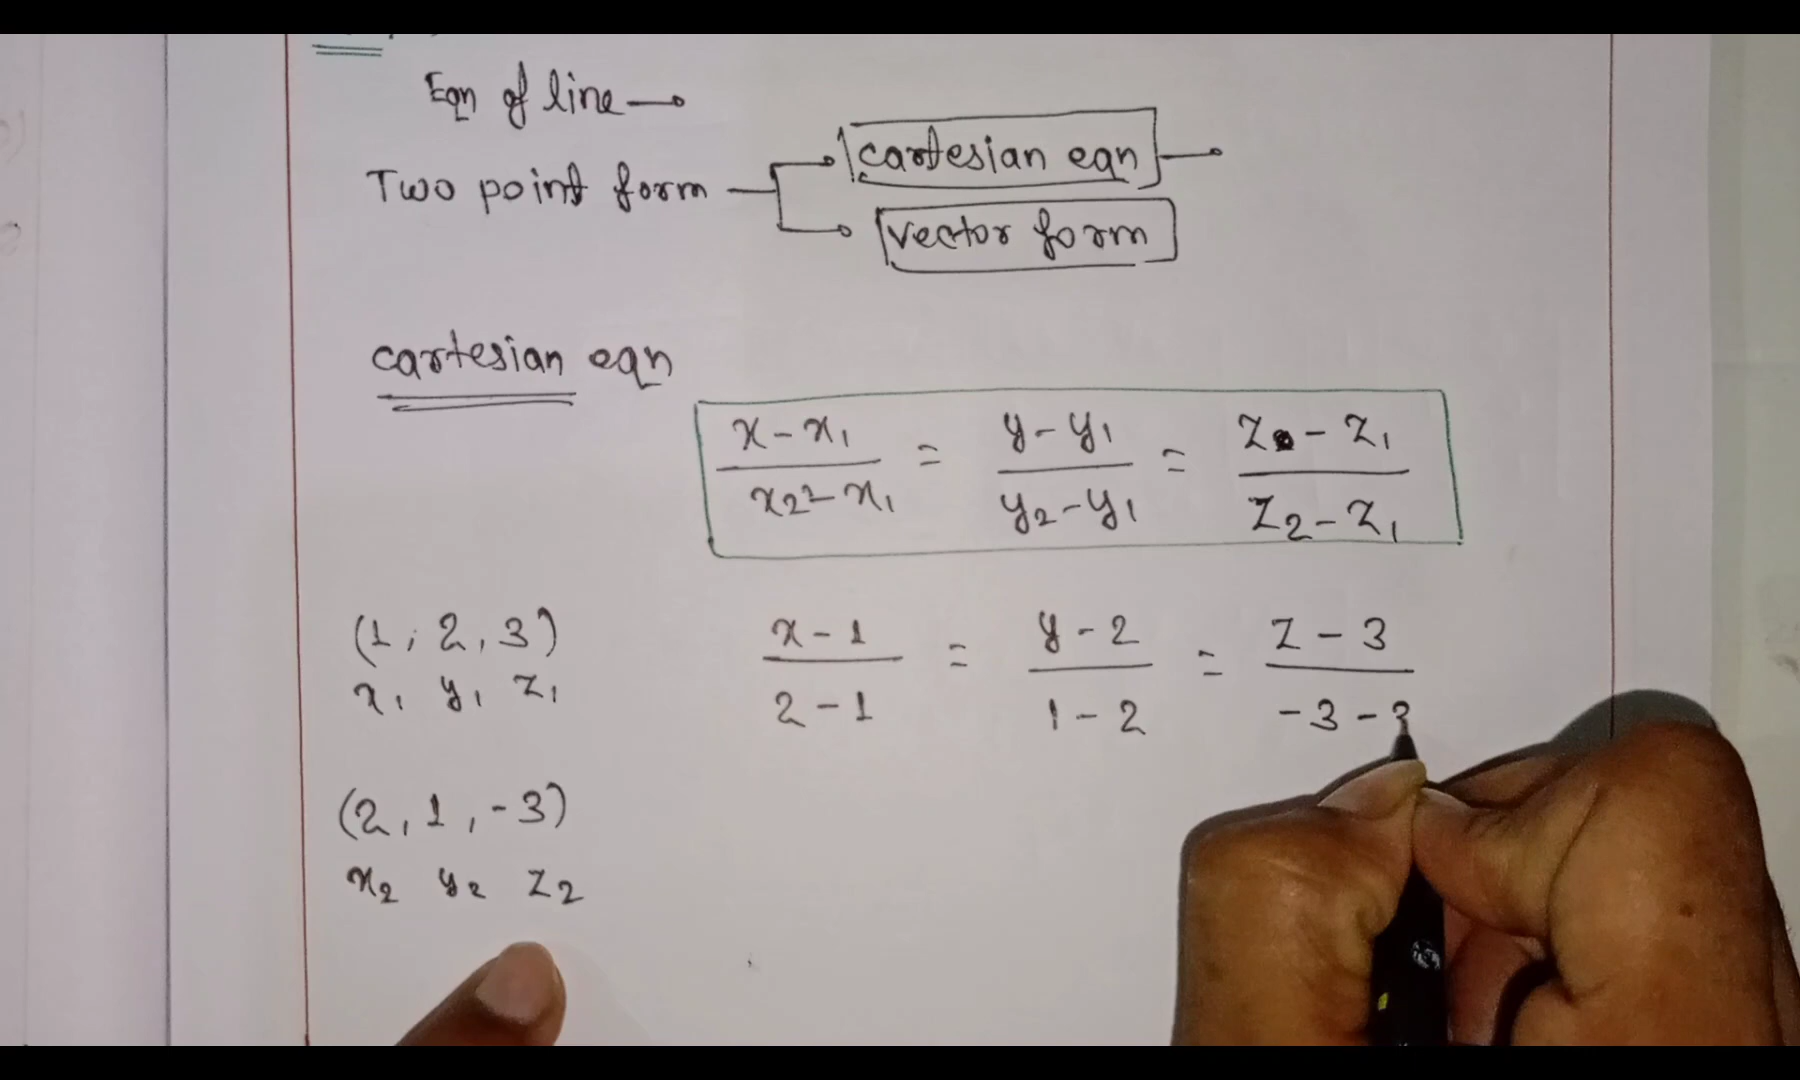 Eqn of line
Two point form
cartesian eqn
vector form
cartesian eqn
x - x₁ / x₂ - x₁ = y - y₁ / y₂ - y₁ = z - z₁ / z₂ - z₁
(1, 2, 3)
x₁ y₁ z₁
x - 1 / 2 - 1 = y - 2 / 1 - 2 = z - 3 / -3 - 3
(2, 1, -3)
x₂ y₂ z₂